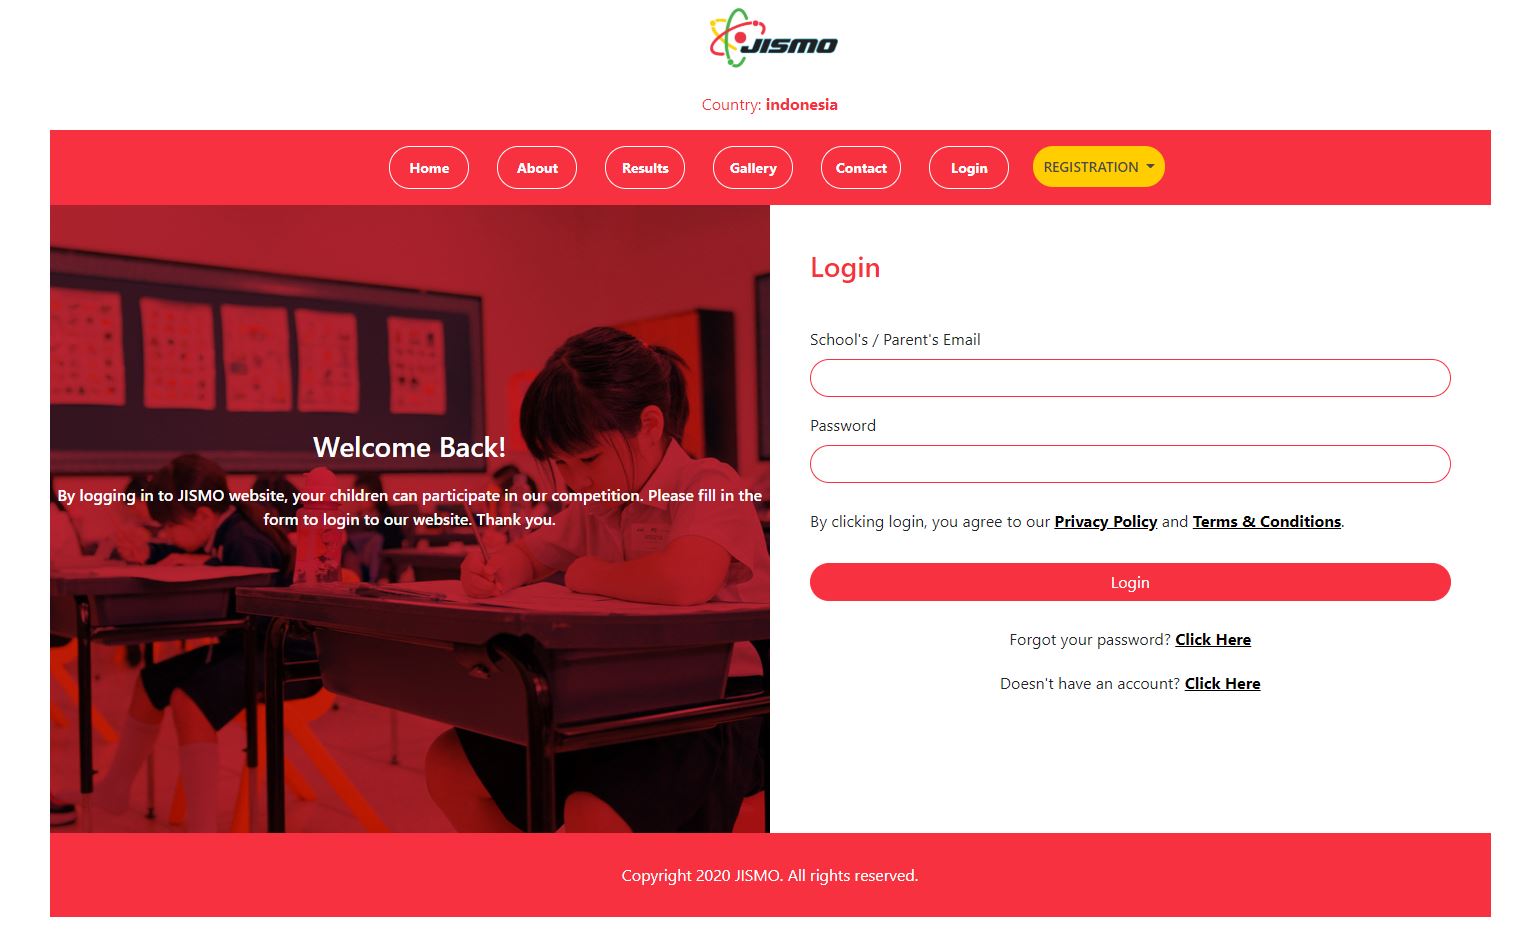 JISMO
Country: indonesia
Home
About
Results
Gallery
Contact
Login
REGISTRATION
Welcome Back!
By logging in to JISMO website, your children can participate in our competition. Please fill in the
form to login to our website. Thank you.
Login
School's / Parent's Email
Password
By clicking login, you agree to our Privacy Policy and Terms & Conditions.
Login
Forgot your password? Click Here
Doesn't have an account? Click Here
Copyright 2020 JISMO. All rights reserved.